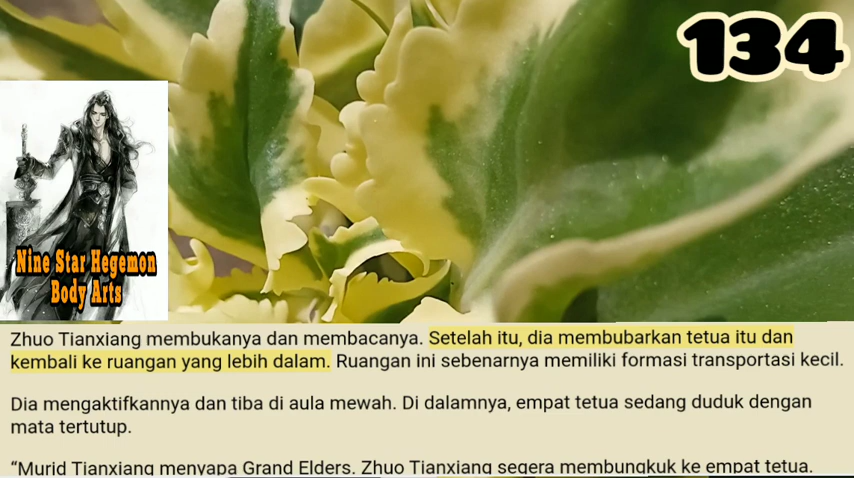 134
Nine Star Hegemon
Body Arts
Zhuo Tianxiang membukanya dan membacanya. Setelah itu, dia membubarkan tetua itu dan
kembali ke ruangan yang lebih dalam. Ruangan ini sebenarnya memiliki formasi transportasi kecil.
Dia mengaktifkannya dan tiba di aula mewah. Di dalamnya, empat tetua sedang duduk dengan
mata tertutup.
“Murid Tianxiang menyapa Grand Elders. Zhuo Tianxiang segera membungkuk ke empat tetua.